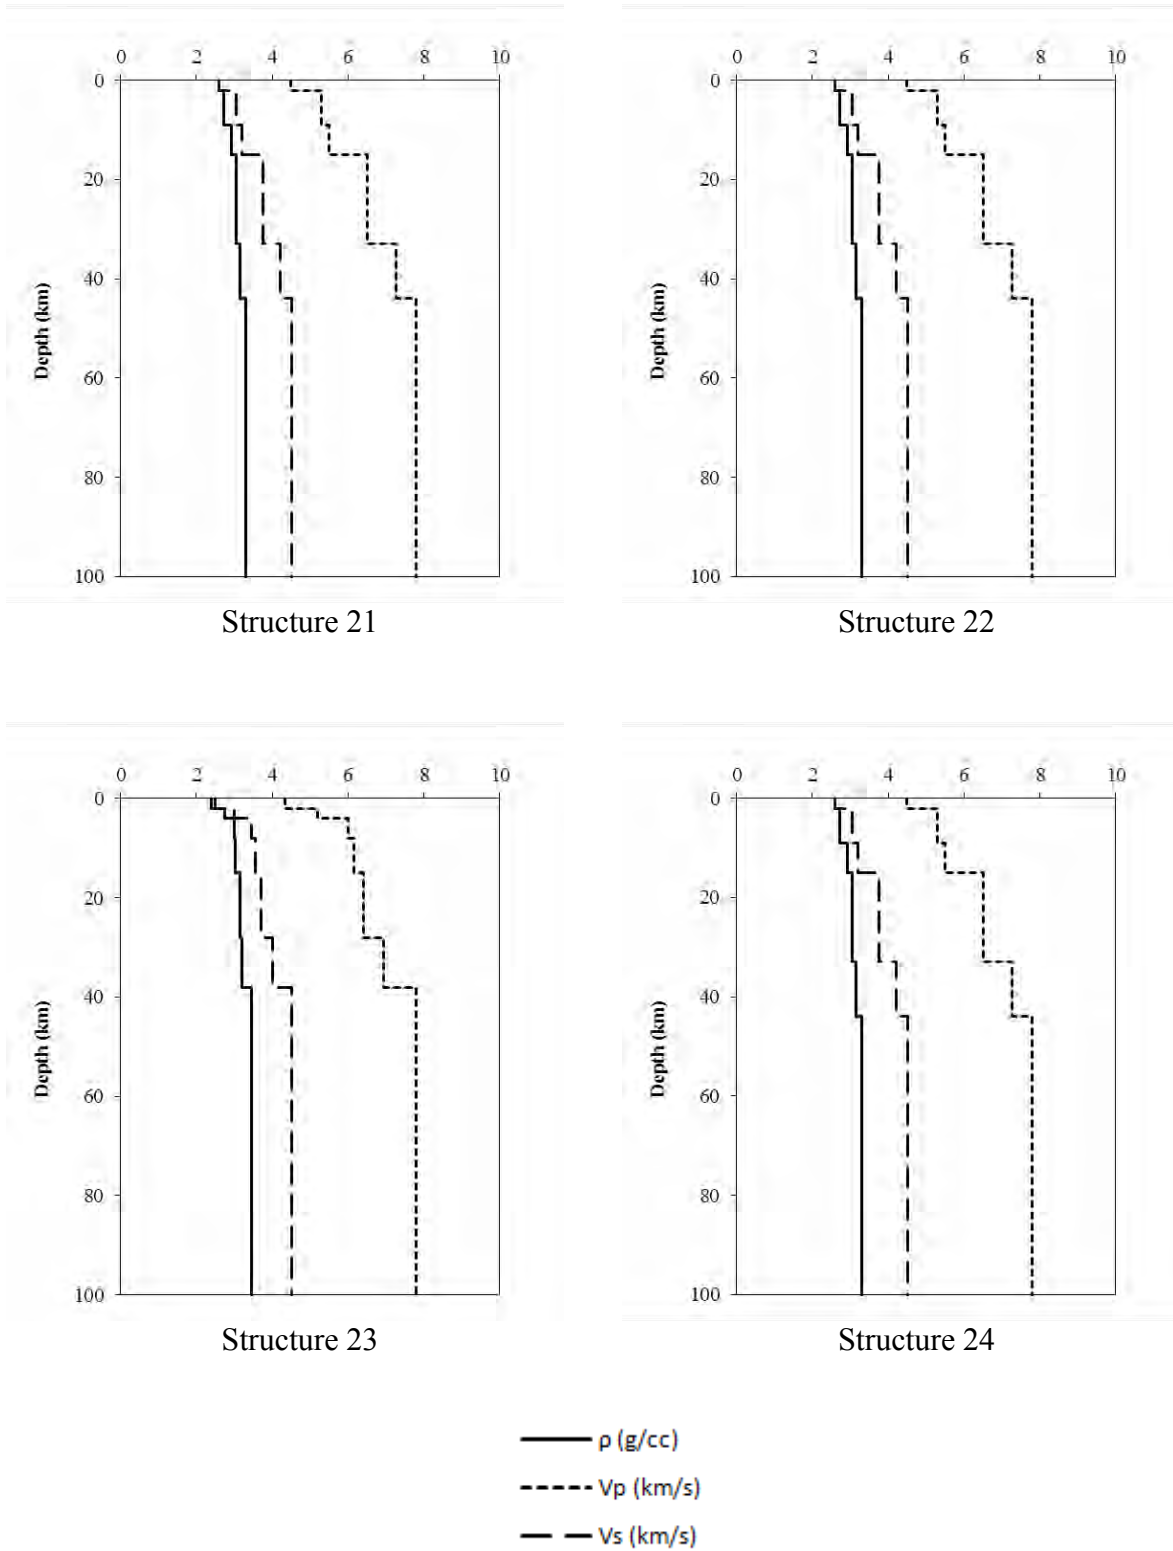 0 2 4 6 8 10
0
20
40
60
80
100
Depth (km)
Structure 21
0 2 4 6 8 10
0
20
40
60
80
100
Depth (km)
Structure 22
0 2 4 6 8 10
0
20
40
60
80
100
Depth (km)
Structure 23
0 2 4 6 8 10
0
20
40
60
80
100
Depth (km)
Structure 24
ρ (g/cc)
Vp (km/s)
Vs (km/s)